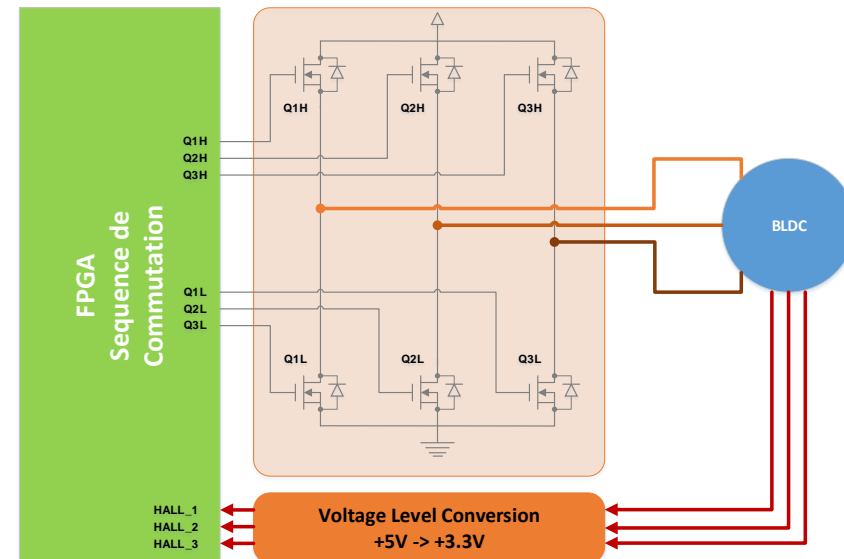 FPGA
Sequence de
Commutation
Q1H
Q2H
Q3H
Q1L
Q2L
Q3L
HALL_1
HALL_2
HALL_3
Q1H
Q2H
Q3H
Q1L
Q2L
Q3L
BLDC
Voltage Level Conversion
+5V -> +3.3V